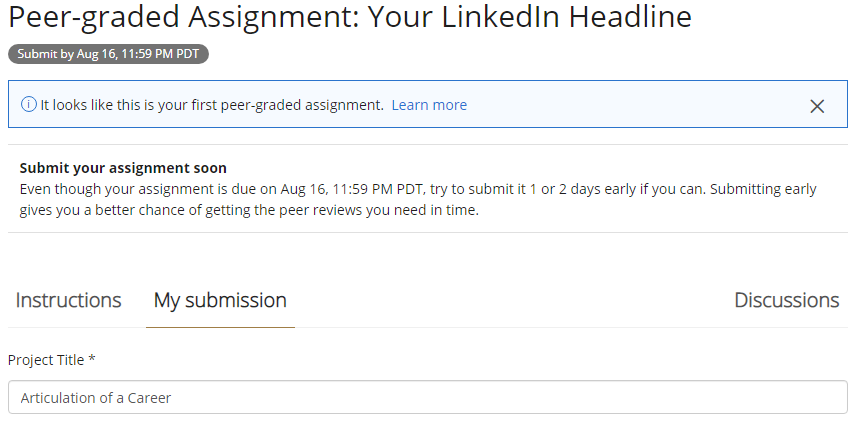 Peer-graded Assignment: Your LinkedIn Headline
Submit by Aug 16, 11:59 PM PDT
It looks like this is your first peer-graded assignment. Learn more
Submit your assignment soon
Even though your assignment is due on Aug 16, 11:59 PM PDT, try to submit it 1 or 2 days early if you can. Submitting early
gives you a better chance of getting the peer reviews you need in time.
Instructions My submission Discussions
Project Title *
Articulation of a Career